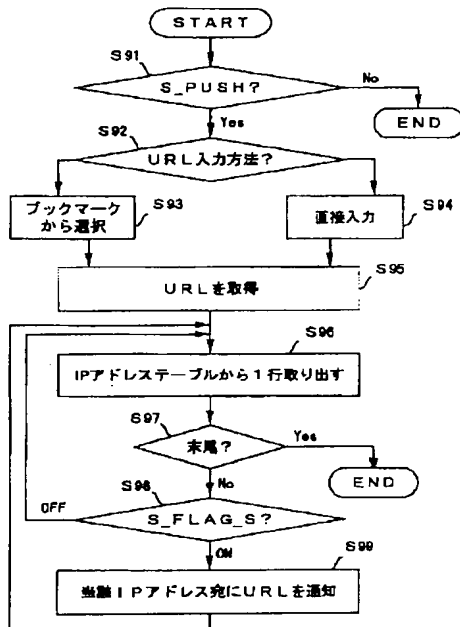 START
S91
S_PUSH?
No
END
Yes
S92
URL入力方法?
ブックマーク
から選択
S93
直接入力
S94
S95
URLを取得
S96
IPアドレステーブルから1行取り出す
S97
末尾?
Yes
END
No
S98
OFF
S_FLAG_S?
ON
S99
当該IPアドレス宛にURLを通知